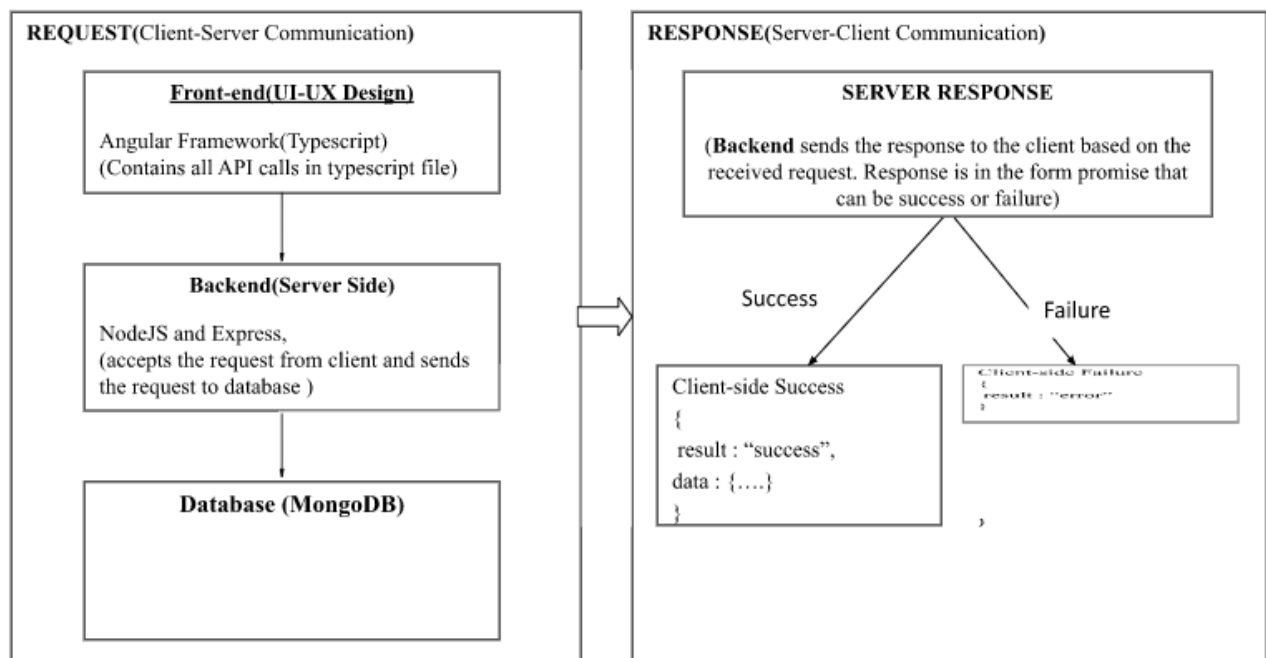 REQUEST(Client-Server Communication)
Front-end(UI-UX Design)
Angular Framework(Typescript)
(Contains all API calls in typescript file)
Backend(Server Side)
NodeJS and Express,
(accepts the request from client and sends
the request to database )
Database (MongoDB)
RESPONSE(Server-Client Communication)
SERVER RESPONSE
(Backend sends the response to the client based on the
received request. Response is in the form promise that
can be success or failure)
Success
Failure
Client-side Success
{
result : “success”,
data : {….}
}
Client-side Failure
{
result : “error”
}
,